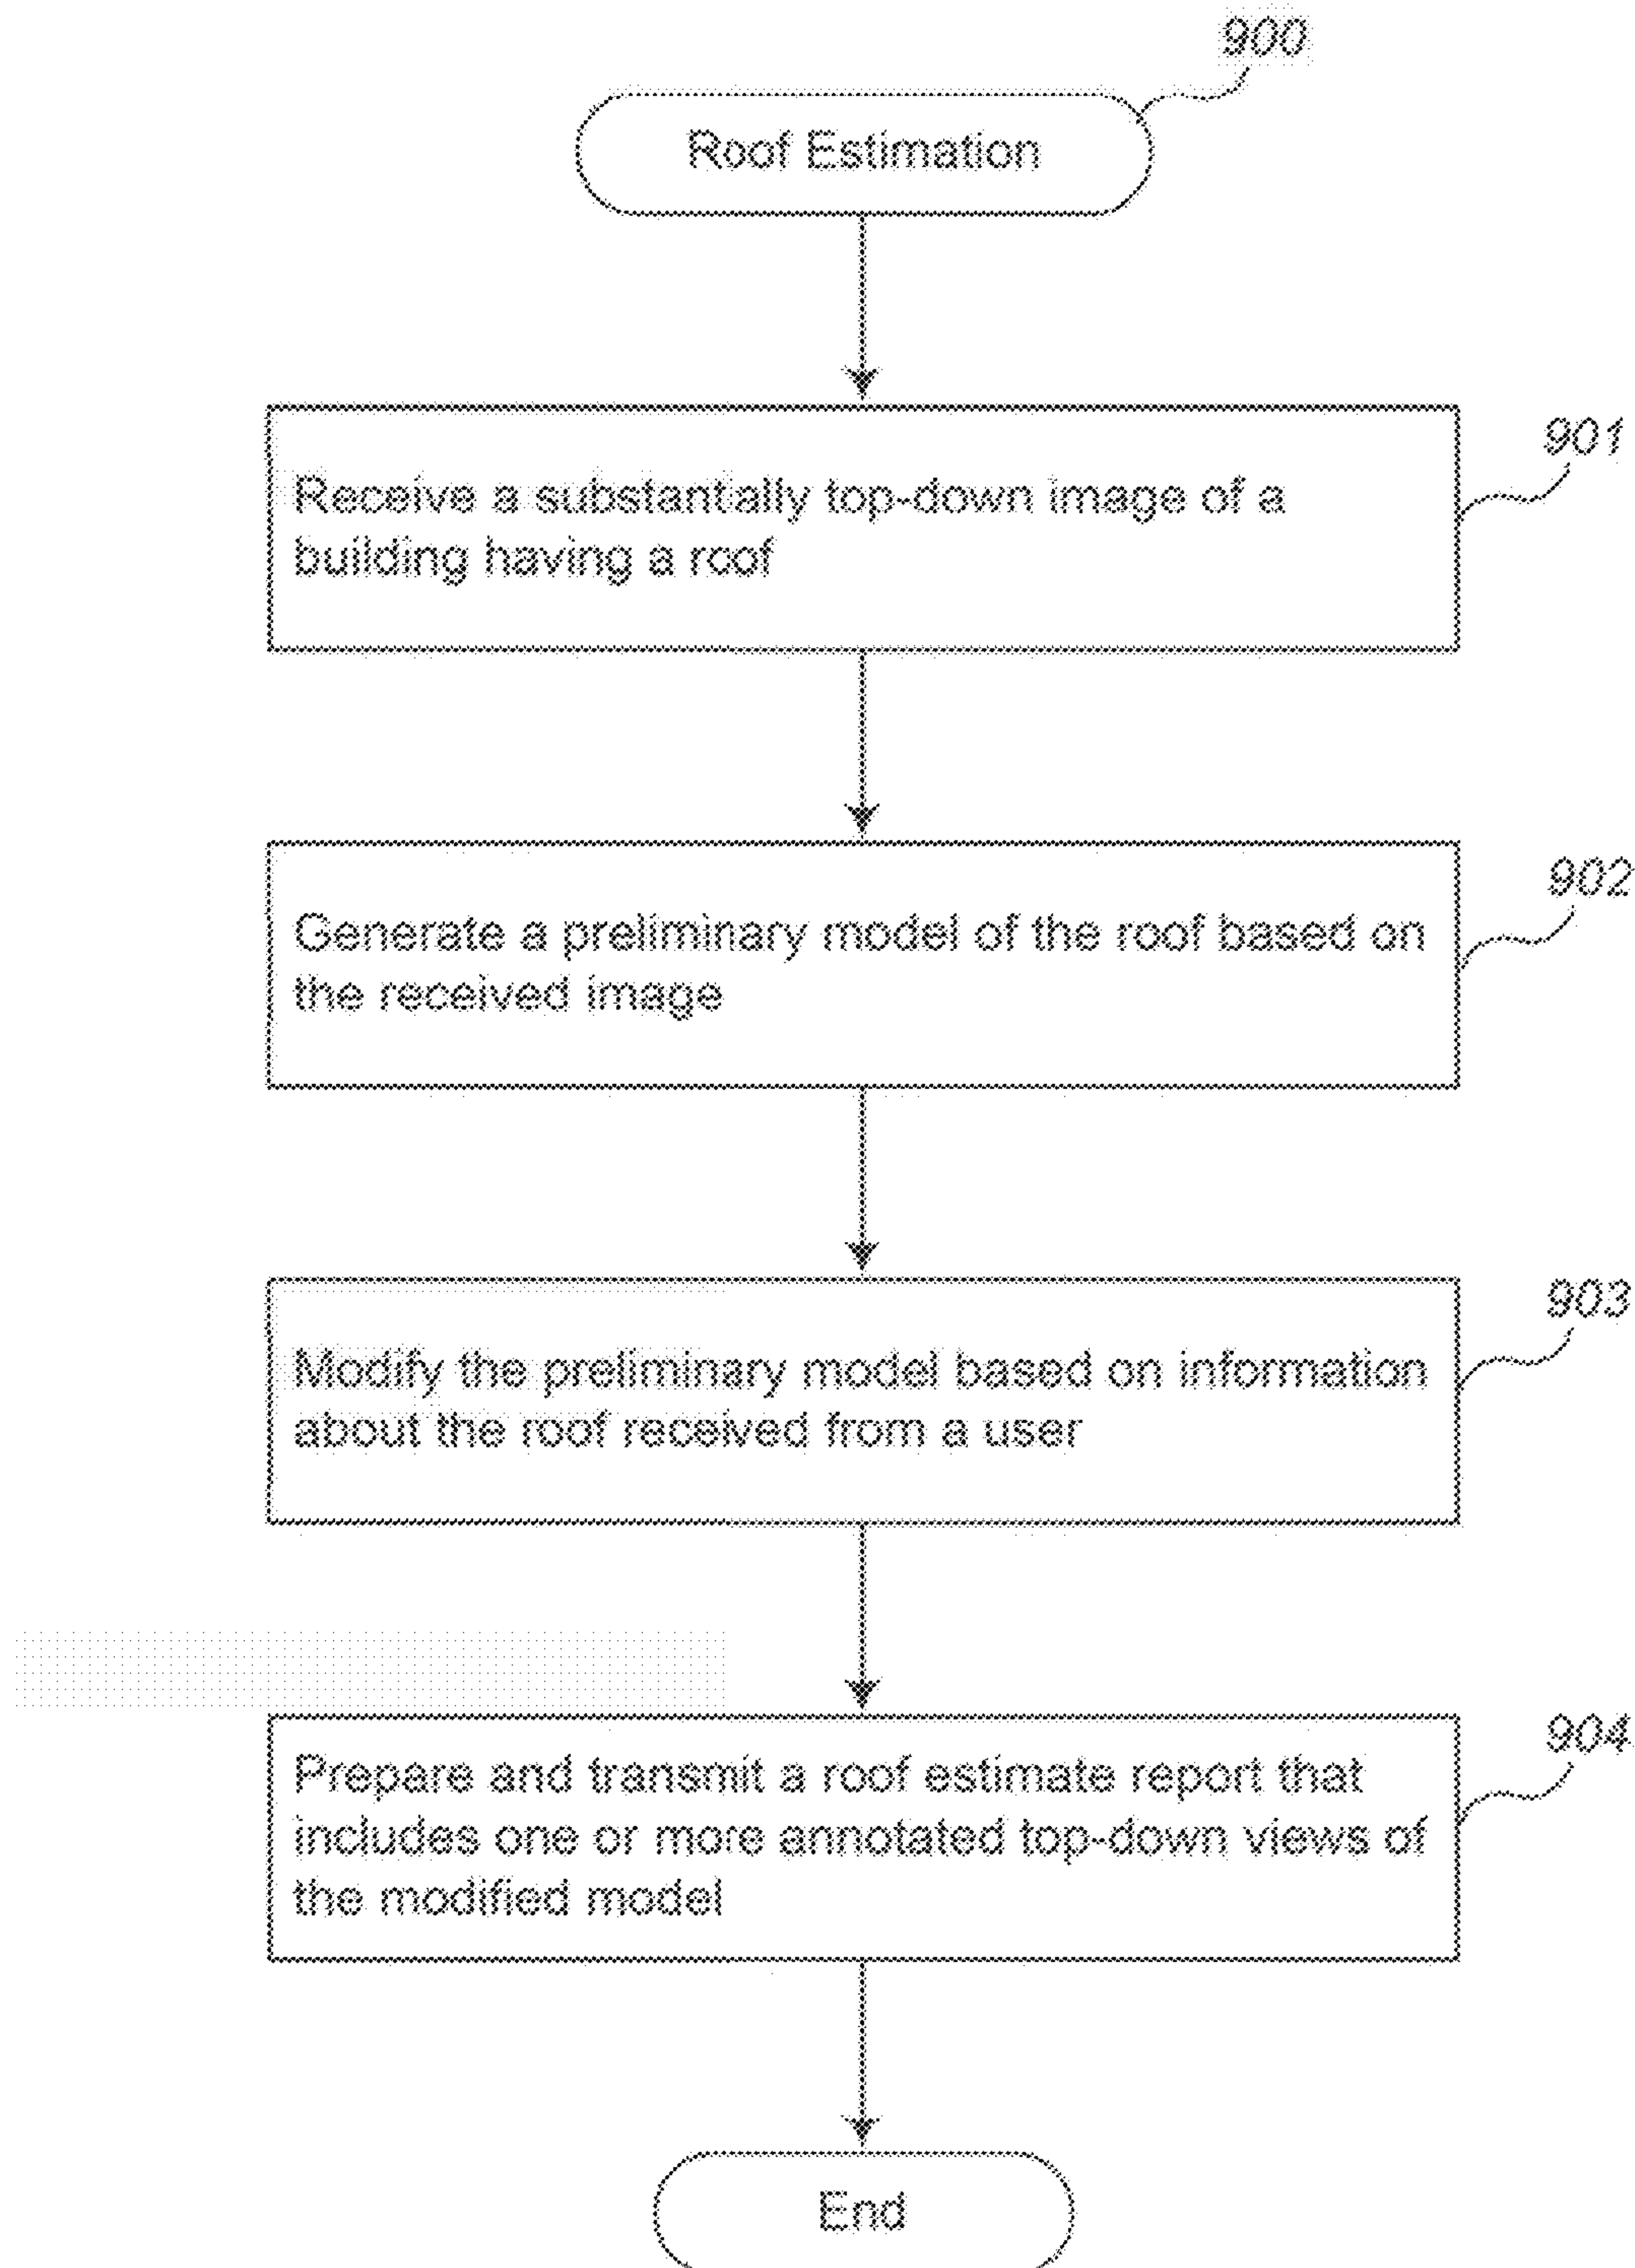 900
Roof Estimation
901
Receive a substantially top-down image of a
building having a roof
902
Generate a preliminary model of the roof based on
the received image
903
Modify the preliminary model based on information
about the roof received from a user
904
Prepare and transmit a roof estimate report that
includes one or more annotated top-down views of
the modified model
End